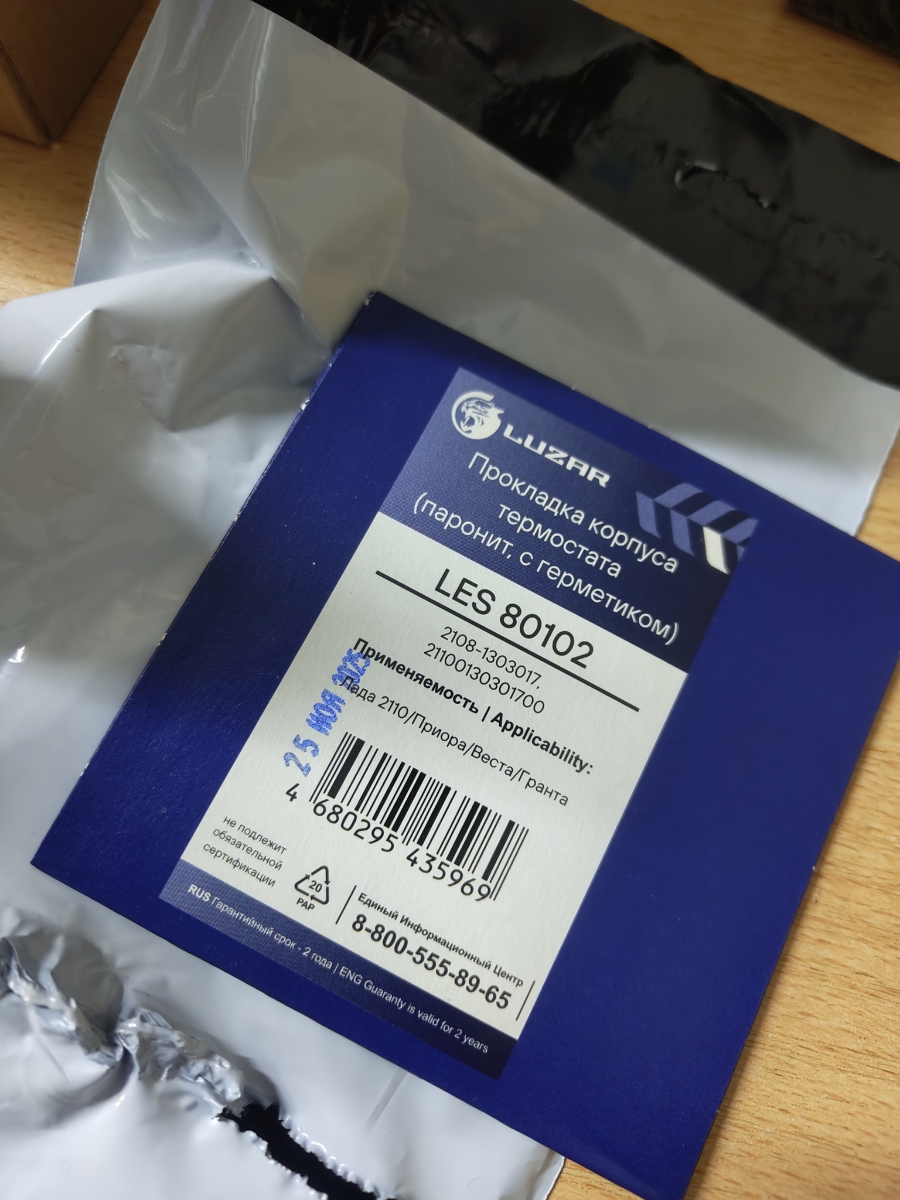 LUZAR
Прокладка корпуса
термостата
(паронит, с герметиком)
LES 80102
2108-1303017,
21100130301700
Применяемость | Applicability:
Лада 2110/Приора/Веста/Гранта
25 НОЯ 2023
4 680295 435969
не подлежит
обязательной
сертификации
20
PAP
Единый Информационный Центр
8-800-555-89-65
RUS Гарантийный срок - 2 года | ENG Guaranty is valid for 2 years